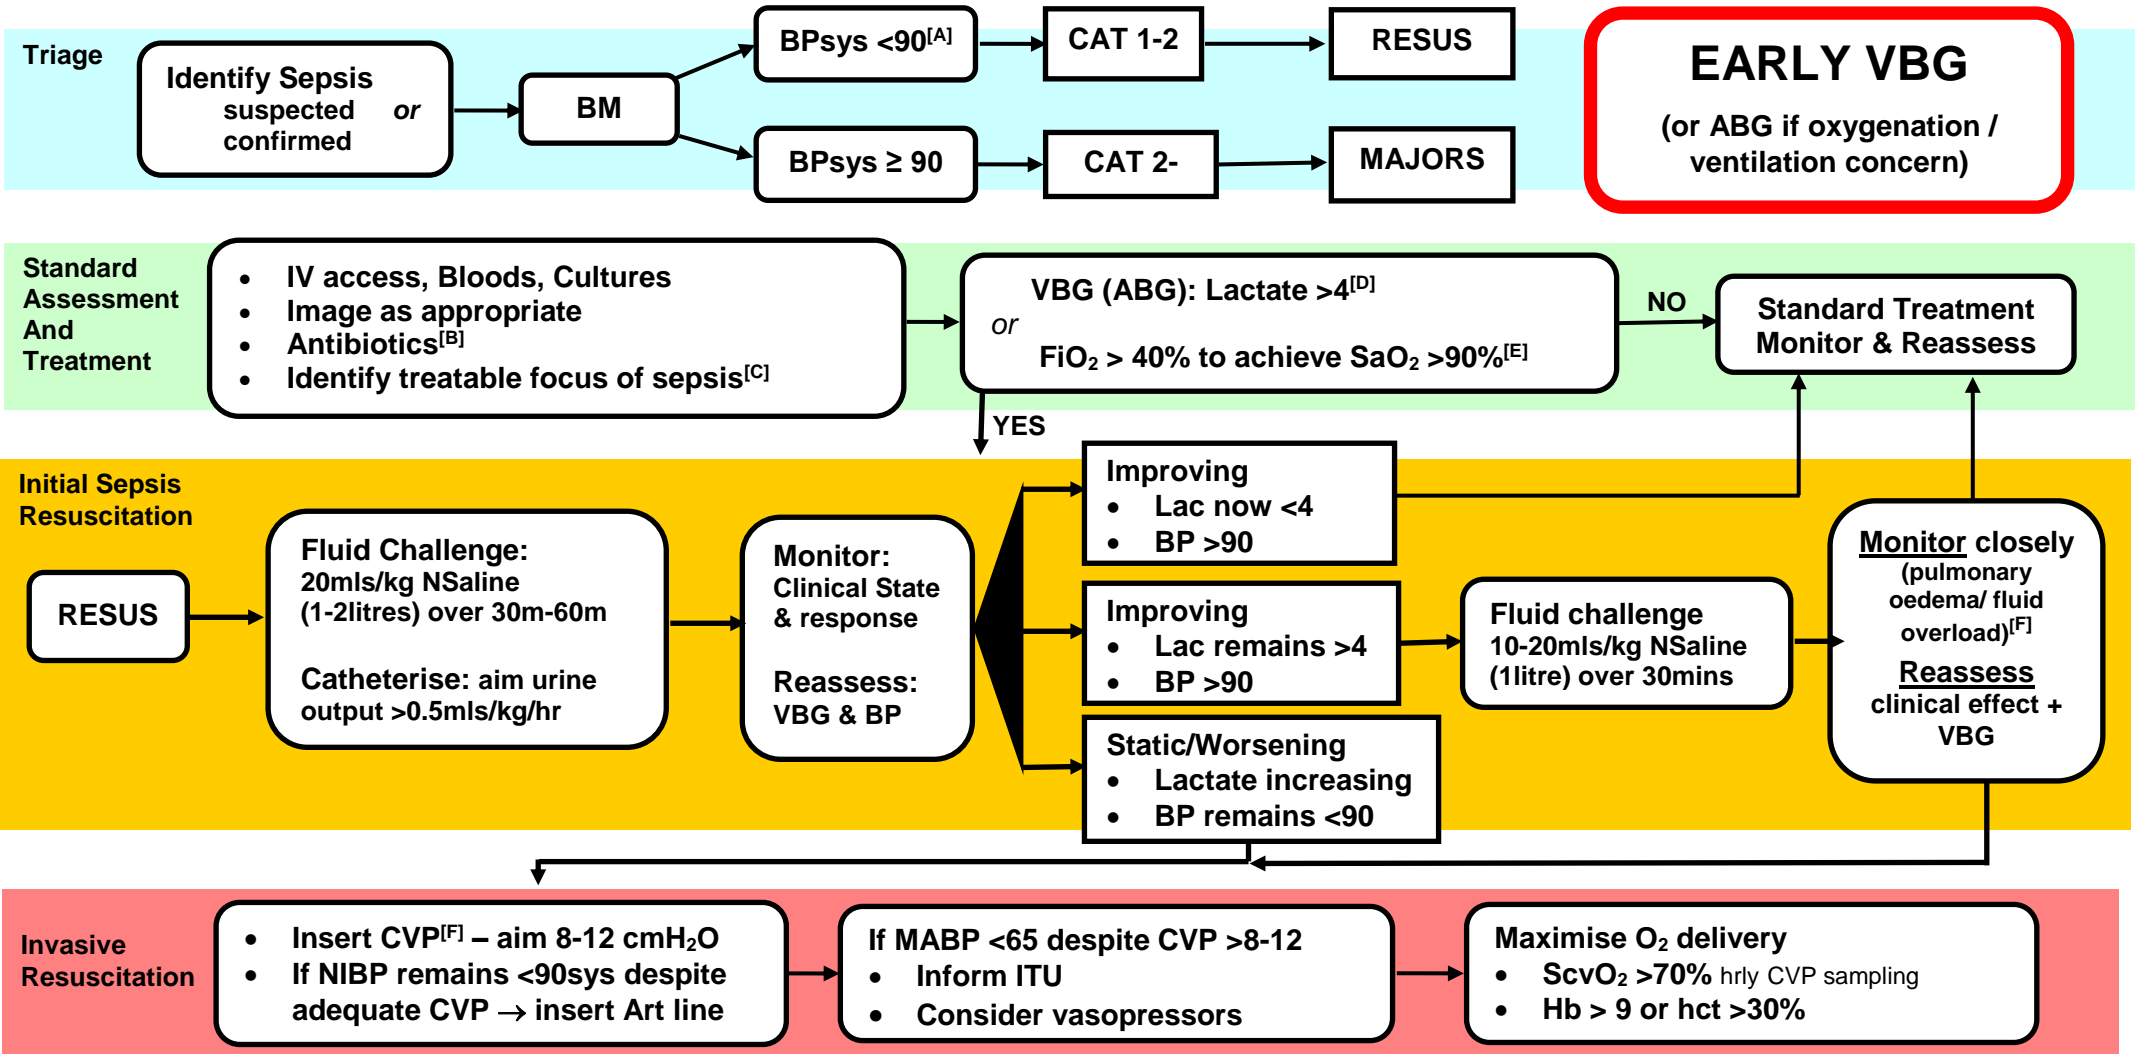 Triage
Identify Sepsis
suspected or
confirmed
BM
BPsys <90[A]
CAT 1-2
RESUS
BPsys ≥ 90
CAT 2-
MAJORS
EARLY VBG
(or ABG if oxygenation /
ventilation concern)
Standard
Assessment
And
Treatment
• IV access, Bloods, Cultures
• Image as appropriate
• Antibiotics[B]
• Identify treatable focus of sepsis[C]
VBG (ABG): Lactate >4[D]
or
FiO2 > 40% to achieve SaO2 >90%[E]
NO
Standard Treatment
Monitor & Reassess
YES
Initial Sepsis
Resuscitation
RESUS
Fluid Challenge:
20mls/kg NSaline
(1-2litres) over 30m-60m
Catheterise: aim urine
output >0.5mls/kg/hr
Monitor:
Clinical State
& response
Reassess:
VBG & BP
Improving
• Lac now <4
• BP >90
Improving
• Lac remains >4
• BP >90
Static/Worsening
• Lactate increasing
• BP remains <90
Fluid challenge
10-20mls/kg NSaline
(1litre) over 30mins
Monitor closely
(pulmonary
oedema/ fluid
overload)[F]
Reassess
clinical effect +
VBG
Invasive
Resuscitation
• Insert CVP[F] – aim 8-12 cmH2O
• If NIBP remains <90sys despite
adequate CVP → insert Art line
If MABP <65 despite CVP >8-12
• Inform ITU
• Consider vasopressors
Maximise O2 delivery
• ScvO2 >70% hrly CVP sampling
• Hb > 9 or hct >30%